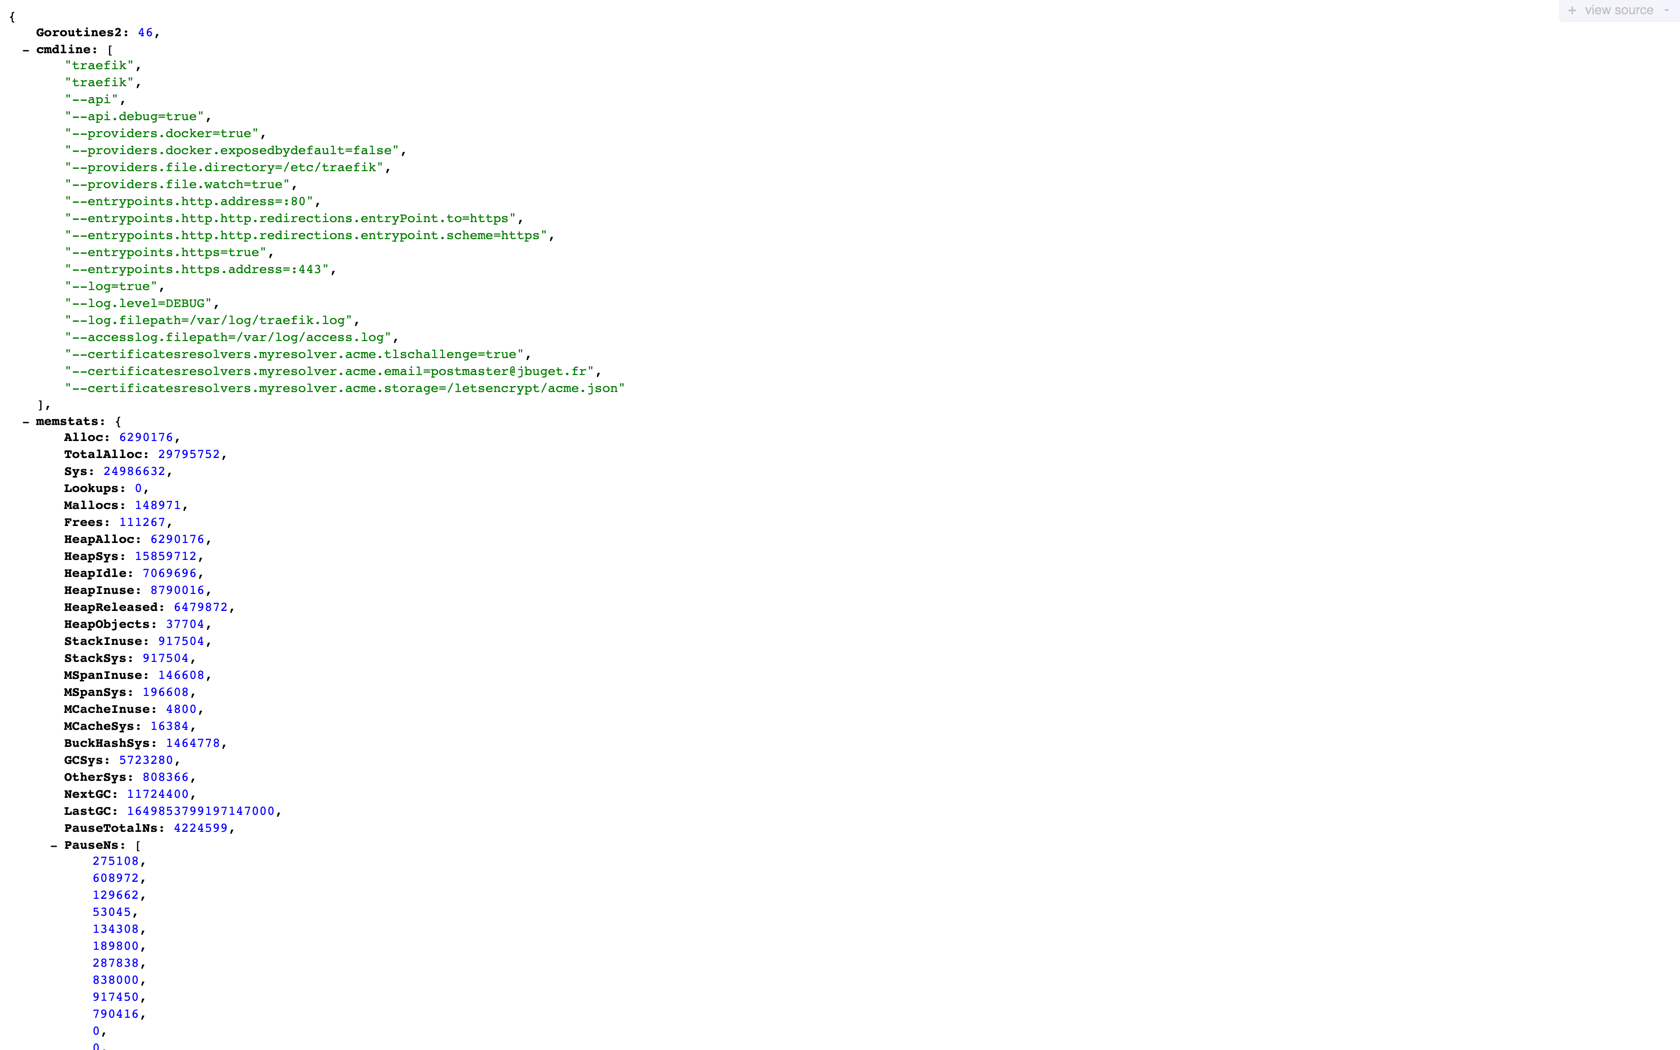 + view source -
{
Goroutines2: 46,
– cmdline: [
"traefik",
"traefik",
"--api",
"--api.debug=true",
"--providers.docker=true",
"--providers.docker.exposedbydefault=false",
"--providers.file.directory=/etc/traefik",
"--providers.file.watch=true",
"--entrypoints.http.address=:80",
"--entrypoints.http.http.redirections.entryPoint.to=https",
"--entrypoints.http.http.redirections.entrypoint.scheme=https",
"--entrypoints.https=true",
"--entrypoints.https.address=:443",
"--log=true",
"--log.level=DEBUG",
"--log.filepath=/var/log/traefik.log",
"--accesslog.filepath=/var/log/access.log",
"--certificatesresolvers.myresolver.acme.tlschallenge=true",
"--certificatesresolvers.myresolver.acme.email=postmaster@jbuget.fr",
"--certificatesresolvers.myresolver.acme.storage=/letsencrypt/acme.json"
],
– memstats: {
Alloc: 6290176,
TotalAlloc: 29795752,
Sys: 24986632,
Lookups: 0,
Mallocs: 148971,
Frees: 111267,
HeapAlloc: 6290176,
HeapSys: 15859712,
HeapIdle: 7069696,
HeapInuse: 8790016,
HeapReleased: 6479872,
HeapObjects: 37704,
StackInuse: 917504,
StackSys: 917504,
MSpanInuse: 146608,
MSpanSys: 196608,
MCacheInuse: 4800,
MCacheSys: 16384,
BuckHashSys: 1464778,
GCSys: 5723280,
OtherSys: 808366,
NextGC: 11724400,
LastGC: 1649853799197147000,
PauseTotalNs: 4224599,
– PauseNs: [
275108,
608972,
129662,
53045,
134308,
189800,
287838,
838000,
917450,
790416,
0,
0,